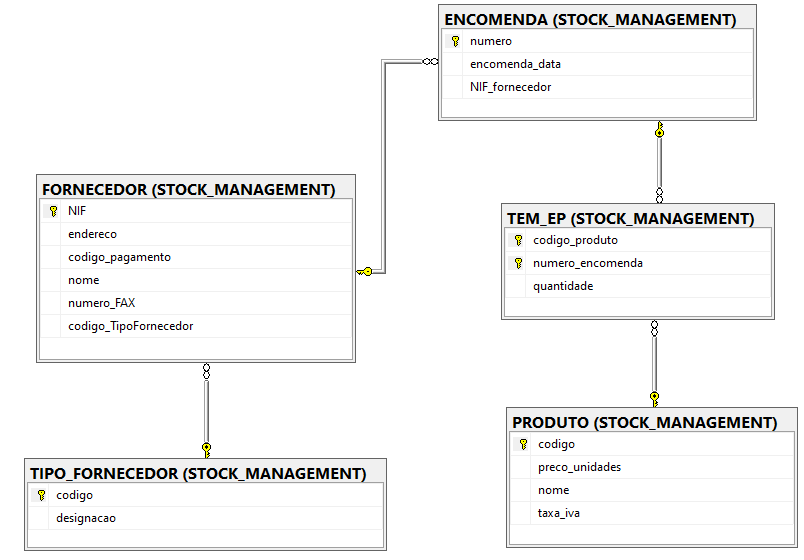 ENCOMENDA (STOCK_MANAGEMENT)
numero
encomenda_data
NIF_fornecedor
FORNECEDOR (STOCK_MANAGEMENT)
NIF
endereco
codigo_pagamento
nome
numero_FAX
codigo_TipoFornecedor
TEM_EP (STOCK_MANAGEMENT)
codigo_produto
numero_encomenda
quantidade
TIPO_FORNECEDOR (STOCK_MANAGEMENT)
codigo
designacao
PRODUTO (STOCK_MANAGEMENT)
codigo
preco_unidades
nome
taxa_iva